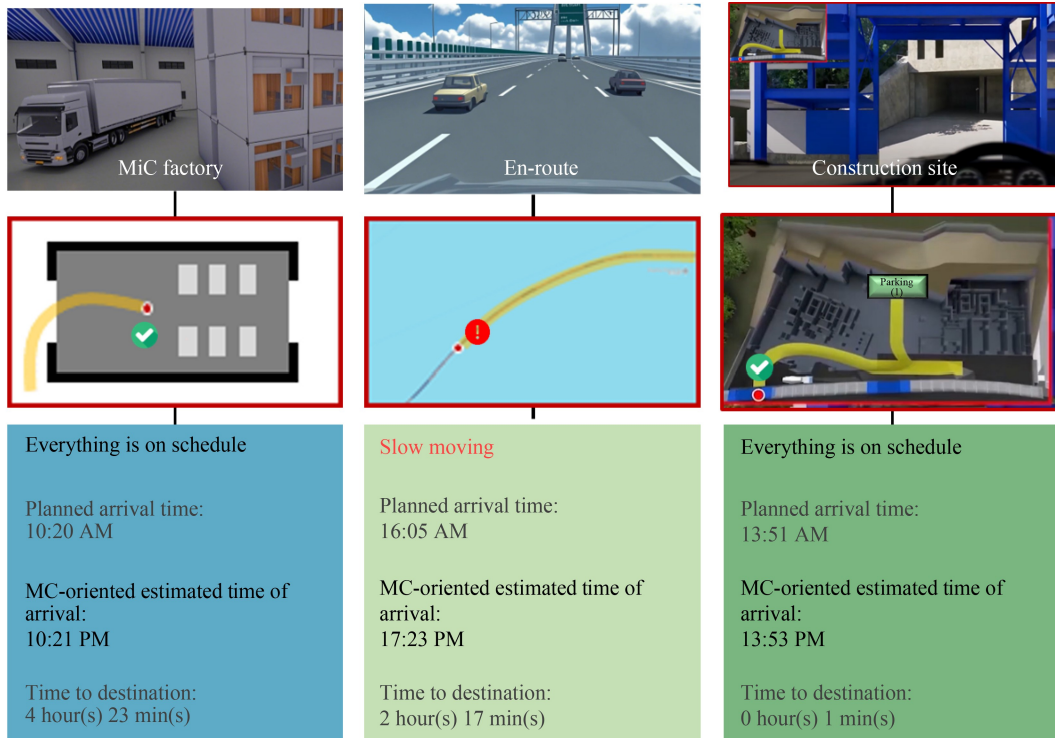 MiC factory
En-route
Construction site
Parking
(1)
Everything is on schedule
Planned arrival time:
10:20 AM
MC-oriented estimated time of
arrival:
10:21 PM
Time to destination:
4 hour(s) 23 min(s)
Slow moving
Planned arrival time:
16:05 AM
MC-oriented estimated time of
arrival:
17:23 PM
Time to destination:
2 hour(s) 17 min(s)
Everything is on schedule
Planned arrival time:
13:51 AM
MC-oriented estimated time of
arrival:
13:53 PM
Time to destination:
0 hour(s) 1 min(s)